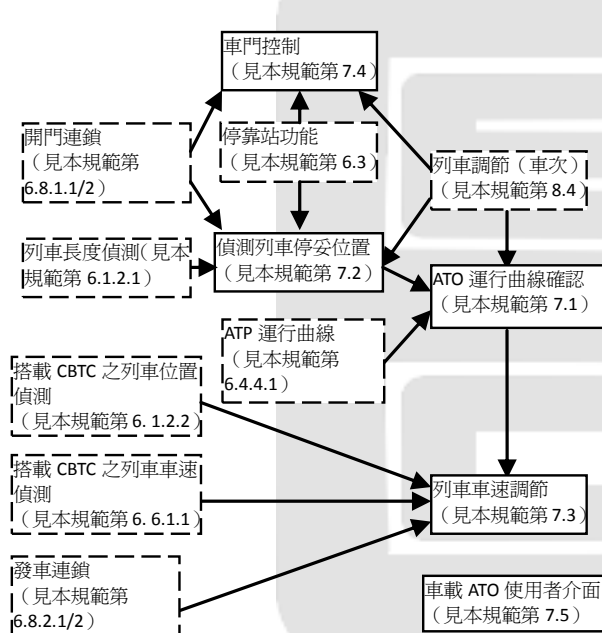 車門控制
（見本規範第 7.4）
開門連鎖
（見本規範第
6.8.1.1/2）
停靠站功能
（見本規範第 6.3）
列車調節（車次）
（見本規範第 8.4）
列車長度偵測（見本
規範第 6.1.2.1）
偵測列車停妥位置
（見本規範第 7.2）
ATO 運行曲線確認
（見本規範第 7.1）
ATP 運行曲線
（見本規範第
6.4.4.1）
搭載 CBTC 之列車位置
偵測
（見本規範第 6. 1.2.2）
搭載 CBTC 之列車車速
偵測
（見本規範第 6. 6.1.1）
列車車速調節
（見本規範第 7.3）
發車連鎖
（見本規範第
6.8.2.1/2）
車載 ATO 使用者介面
（見本規範第 7.5）